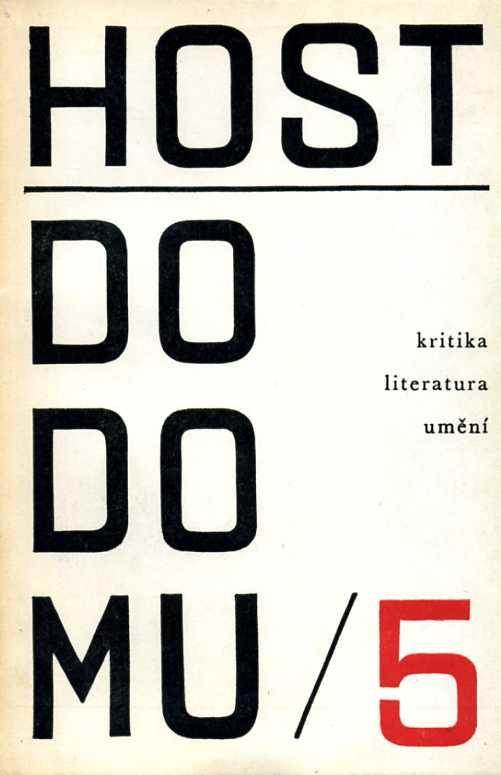 HOST
DO
DO
MU/5
kritika
literatura
umění